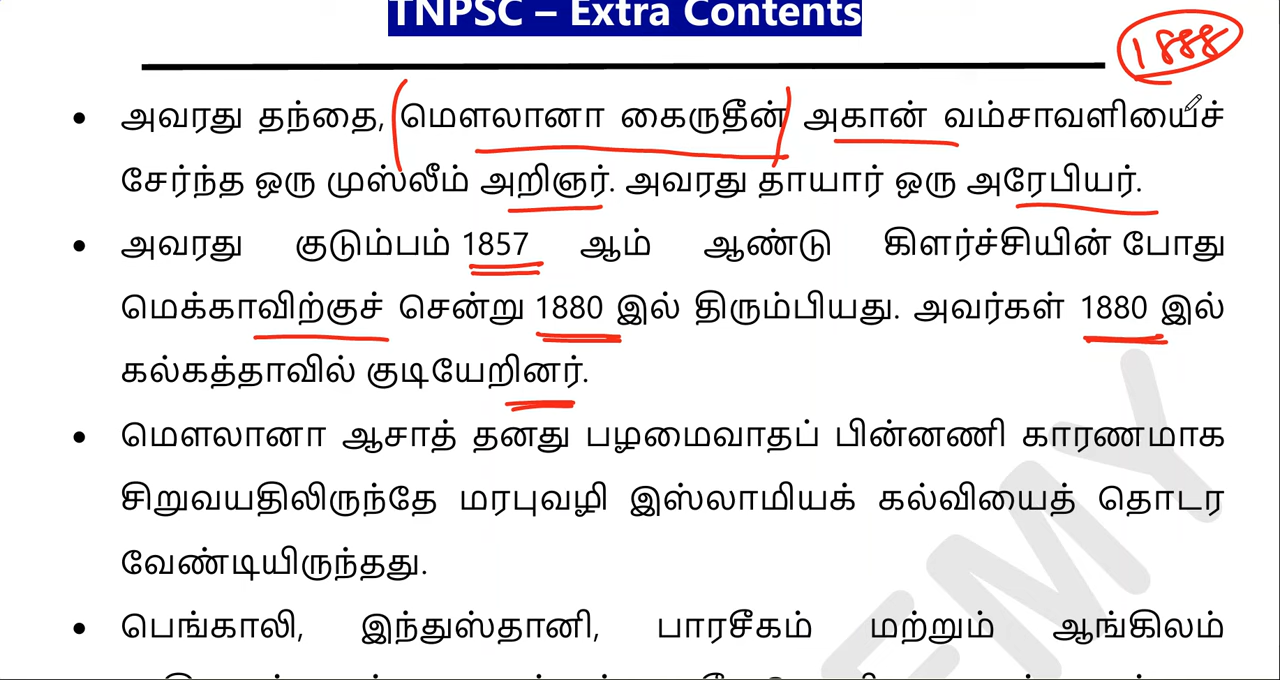 TNPSC – Extra Contents
1888
• அவரது தந்தை, மௌலானா கைருதீன் அகான் வம்சாவளியைச்
சேர்ந்த ஒரு முஸ்லீம் அறிஞர். அவரது தாயார் ஒரு அரேபியர்.
• அவரது குடும்பம் 1857 ஆம் ஆண்டு கிளர்ச்சியின் போது
மெக்காவிற்குச் சென்று 1880 இல் திரும்பியது. அவர்கள் 1880 இல்
கல்கத்தாவில் குடியேறினர்.
• மௌலானா ஆசாத் தனது பழமைவாதப் பின்னணி காரணமாக
சிறுவயதிலிருந்தே மரபுவழி இஸ்லாமியக் கல்வியைத் தொடர
வேண்டியிருந்தது.
• பெங்காலி, இந்துஸ்தானி, பாரசீகம் மற்றும் ஆங்கிலம்
EMY